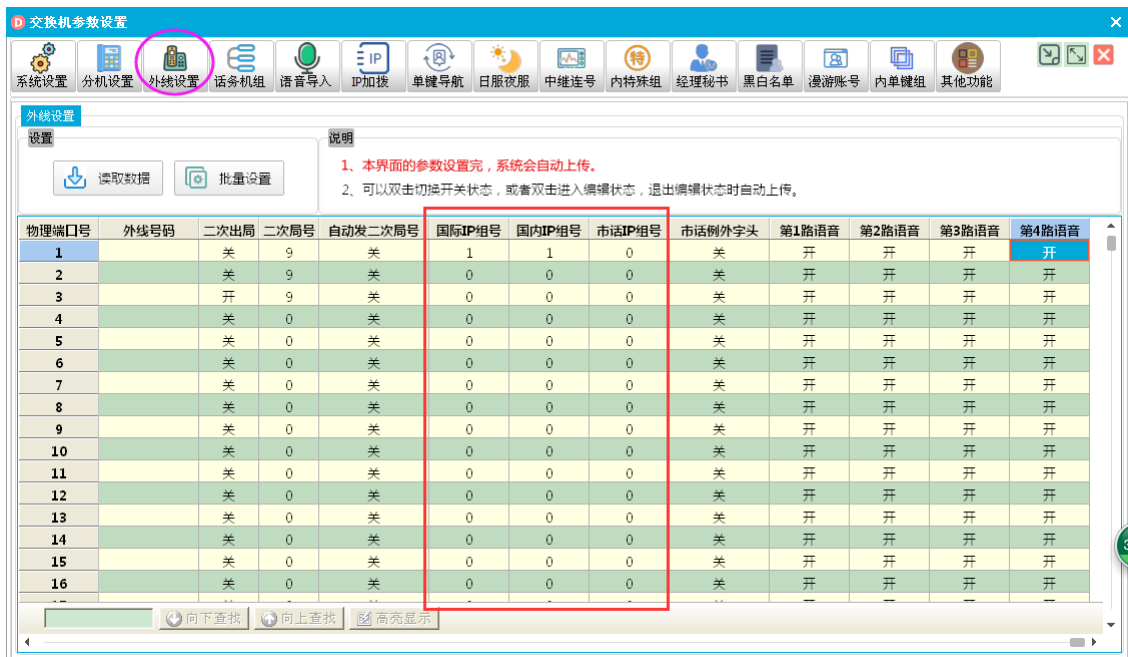 D 交换机参数设置
系统设置 分机设置 外线设置 话务机组 语音导入 IP加拨 单键导航 日服夜服 中继连号 内特殊组 经理秘书 黑白名单 漫游账号 内单键组 其他功能
外线设置
设置
说明
读取数据 批量设置
1、本界面的参数设置完，系统会自动上传。
2、可以双击切换开关状态，或者双击进入编辑状态，退出编辑状态时自动上传。
物理端口号 外线号码 二次出局 二次局号 自动发二次局号 国际IP组号 国内IP组号 市话IP组号 市话例外字头 第1路语音 第2路语音 第3路语音 第4路语音
1 关 9 关 1 1 0 关 开 开 开 开
2 关 9 关 0 0 0 关 开 开 开 开
3 开 9 关 0 0 0 关 开 开 开 开
4 关 0 关 0 0 0 关 开 开 开 开
5 关 0 关 0 0 0 关 开 开 开 开
6 关 0 关 0 0 0 关 开 开 开 开
7 关 0 关 0 0 0 关 开 开 开 开
8 关 0 关 0 0 0 关 开 开 开 开
9 关 0 关 0 0 0 关 开 开 开 开
10 关 0 关 0 0 0 关 开 开 开 开
11 关 0 关 0 0 0 关 开 开 开 开
12 关 0 关 0 0 0 关 开 开 开 开
13 关 0 关 0 0 0 关 开 开 开 开
14 关 0 关 0 0 0 关 开 开 开 开
15 关 0 关 0 0 0 关 开 开 开 开
16 关 0 关 0 0 0 关 开 开 开 开
向下查找 向上查找 高亮显示